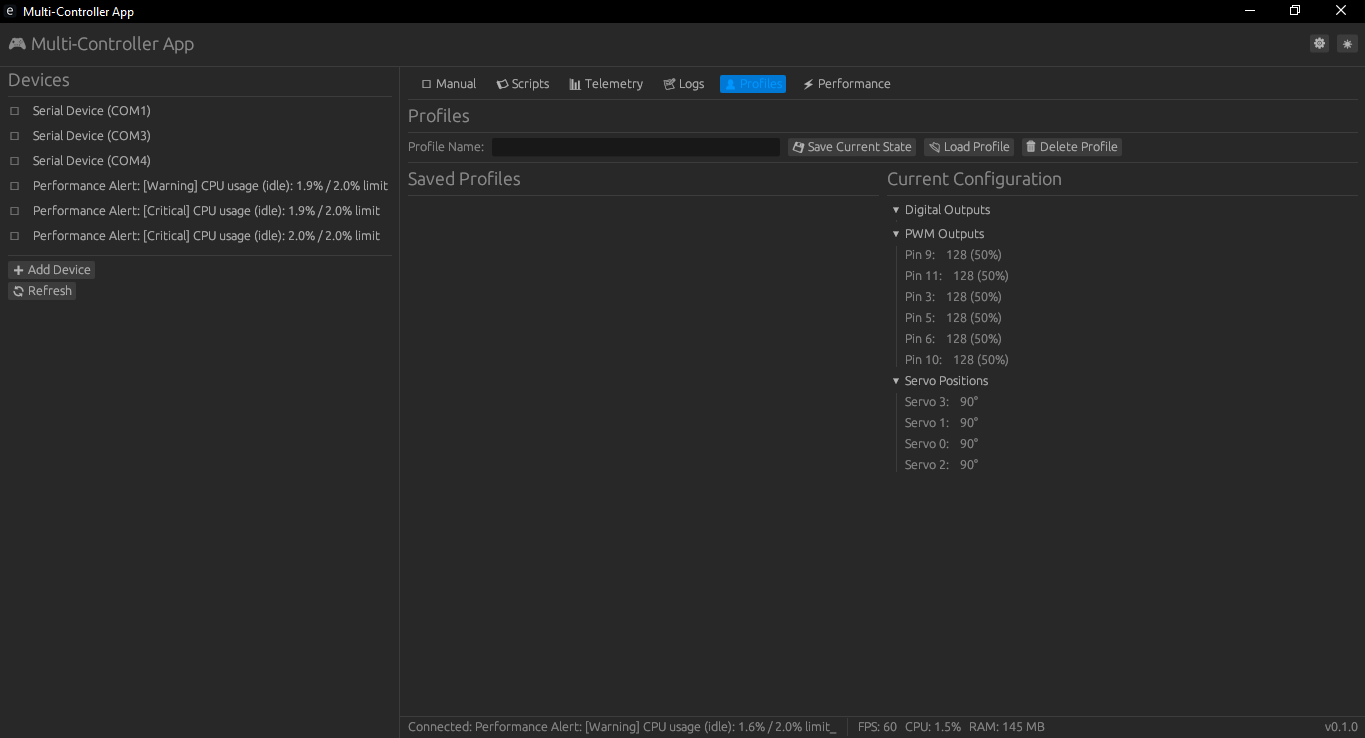 e Multi-Controller App
Multi-Controller App
Devices
Serial Device (COM1)
Serial Device (COM3)
Serial Device (COM4)
Performance Alert: [Warning] CPU usage (idle): 1.9% / 2.0% limit
Performance Alert: [Critical] CPU usage (idle): 1.9% / 2.0% limit
Performance Alert: [Critical] CPU usage (idle): 2.0% / 2.0% limit
Add Device
Refresh
Manual Scripts Telemetry Logs Profiles Performance
Profiles
Profile Name: Save Current State Load Profile Delete Profile
Saved Profiles
Current Configuration
Digital Outputs
PWM Outputs
Pin 9: 128 (50%)
Pin 11: 128 (50%)
Pin 3: 128 (50%)
Pin 5: 128 (50%)
Pin 6: 128 (50%)
Pin 10: 128 (50%)
Servo Positions
Servo 3: 90°
Servo 1: 90°
Servo 0: 90°
Servo 2: 90°
Connected: Performance Alert: [Warning] CPU usage (idle): 1.6% / 2.0% limit_ FPS: 60 CPU: 1.5% RAM: 145 MB v0.1.0